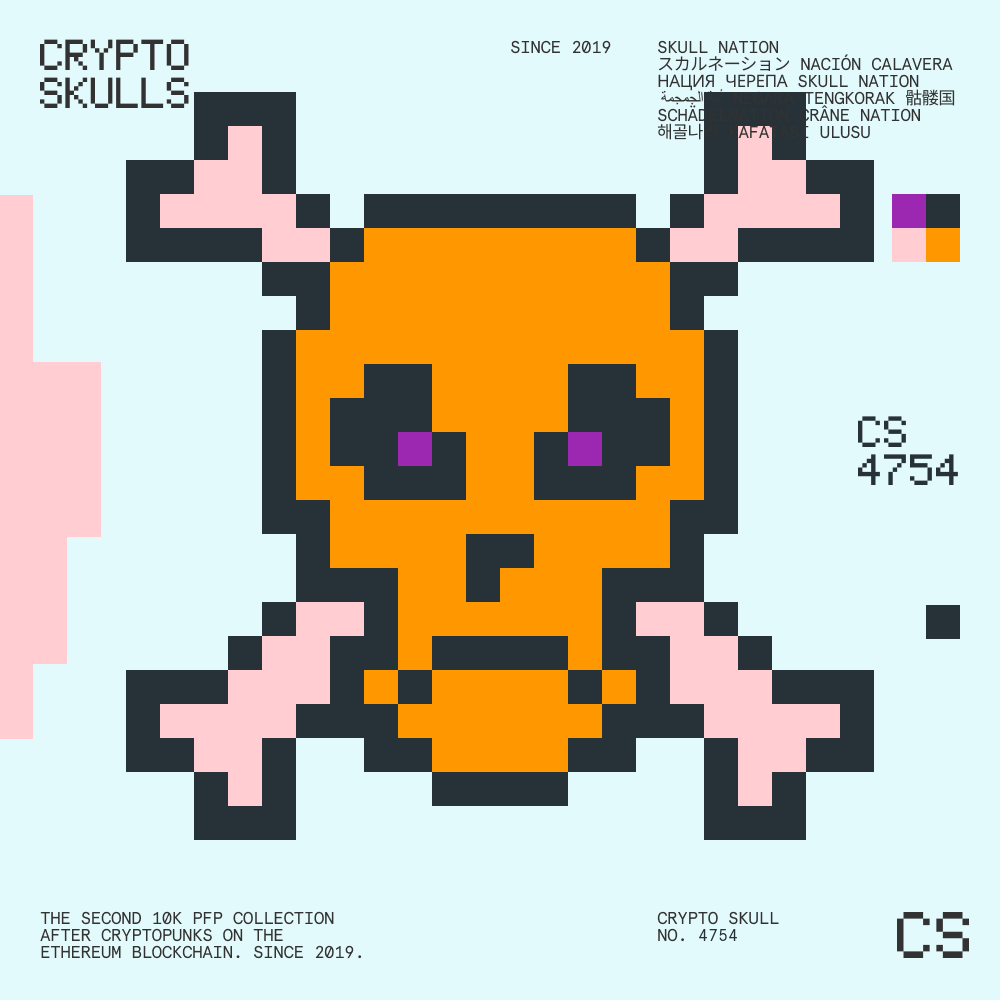 CRYPTO
SKULLS
SINCE 2019
SKULL NATION
スカルネーション NACIÓN CALAVERA
НАЦИЯ ЧЕРЕПА SKULL NATION
TENGKORAK 骷髅国
CRÂNE NATION
ULUSU
CS
4754
THE SECOND 10K PFP COLLECTION
AFTER CRYPTOPUNKS ON THE
ETHEREUM BLOCKCHAIN. SINCE 2019.
CRYPTO SKULL
NO. 4754
CS